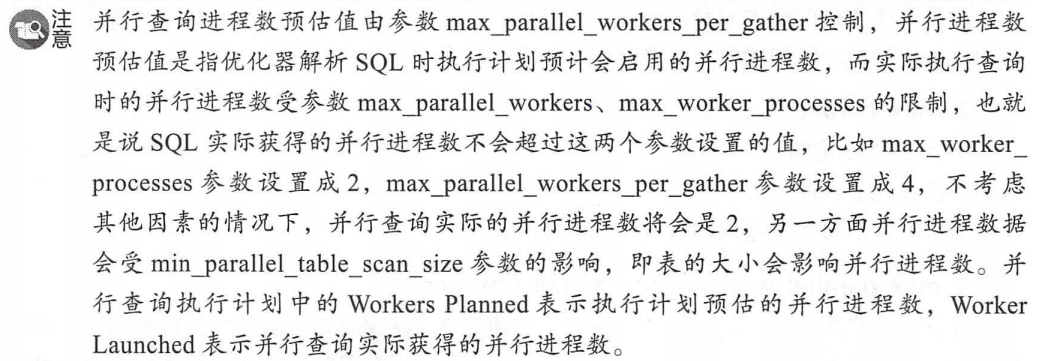 注意 并行查询进程数预估值由参数 max_parallel_workers_per_gather 控制，并行进程数
预估值是指优化器解析 SQL 时执行计划预计会启用的并行进程数，而实际执行查询
时的并行进程数受参数 max_parallel_workers、max_worker_processes 的限制，也就
是说 SQL 实际获得的并行进程数不会超过这两个参数设置的值，比如 max_worker_
processes 参数设置成 2，max_parallel_workers_per_gather 参数设置成 4，不考虑
其他因素的情况下，并行查询实际的并行进程数将会是 2，另一方面并行进程数据
会受 min_parallel_table_scan_size 参数的影响，即表的大小会影响并行进程数。并
行查询执行计划中的 Workers Planned 表示执行计划预估的并行进程数，Worker
Launched 表示并行查询实际获得的并行进程数。